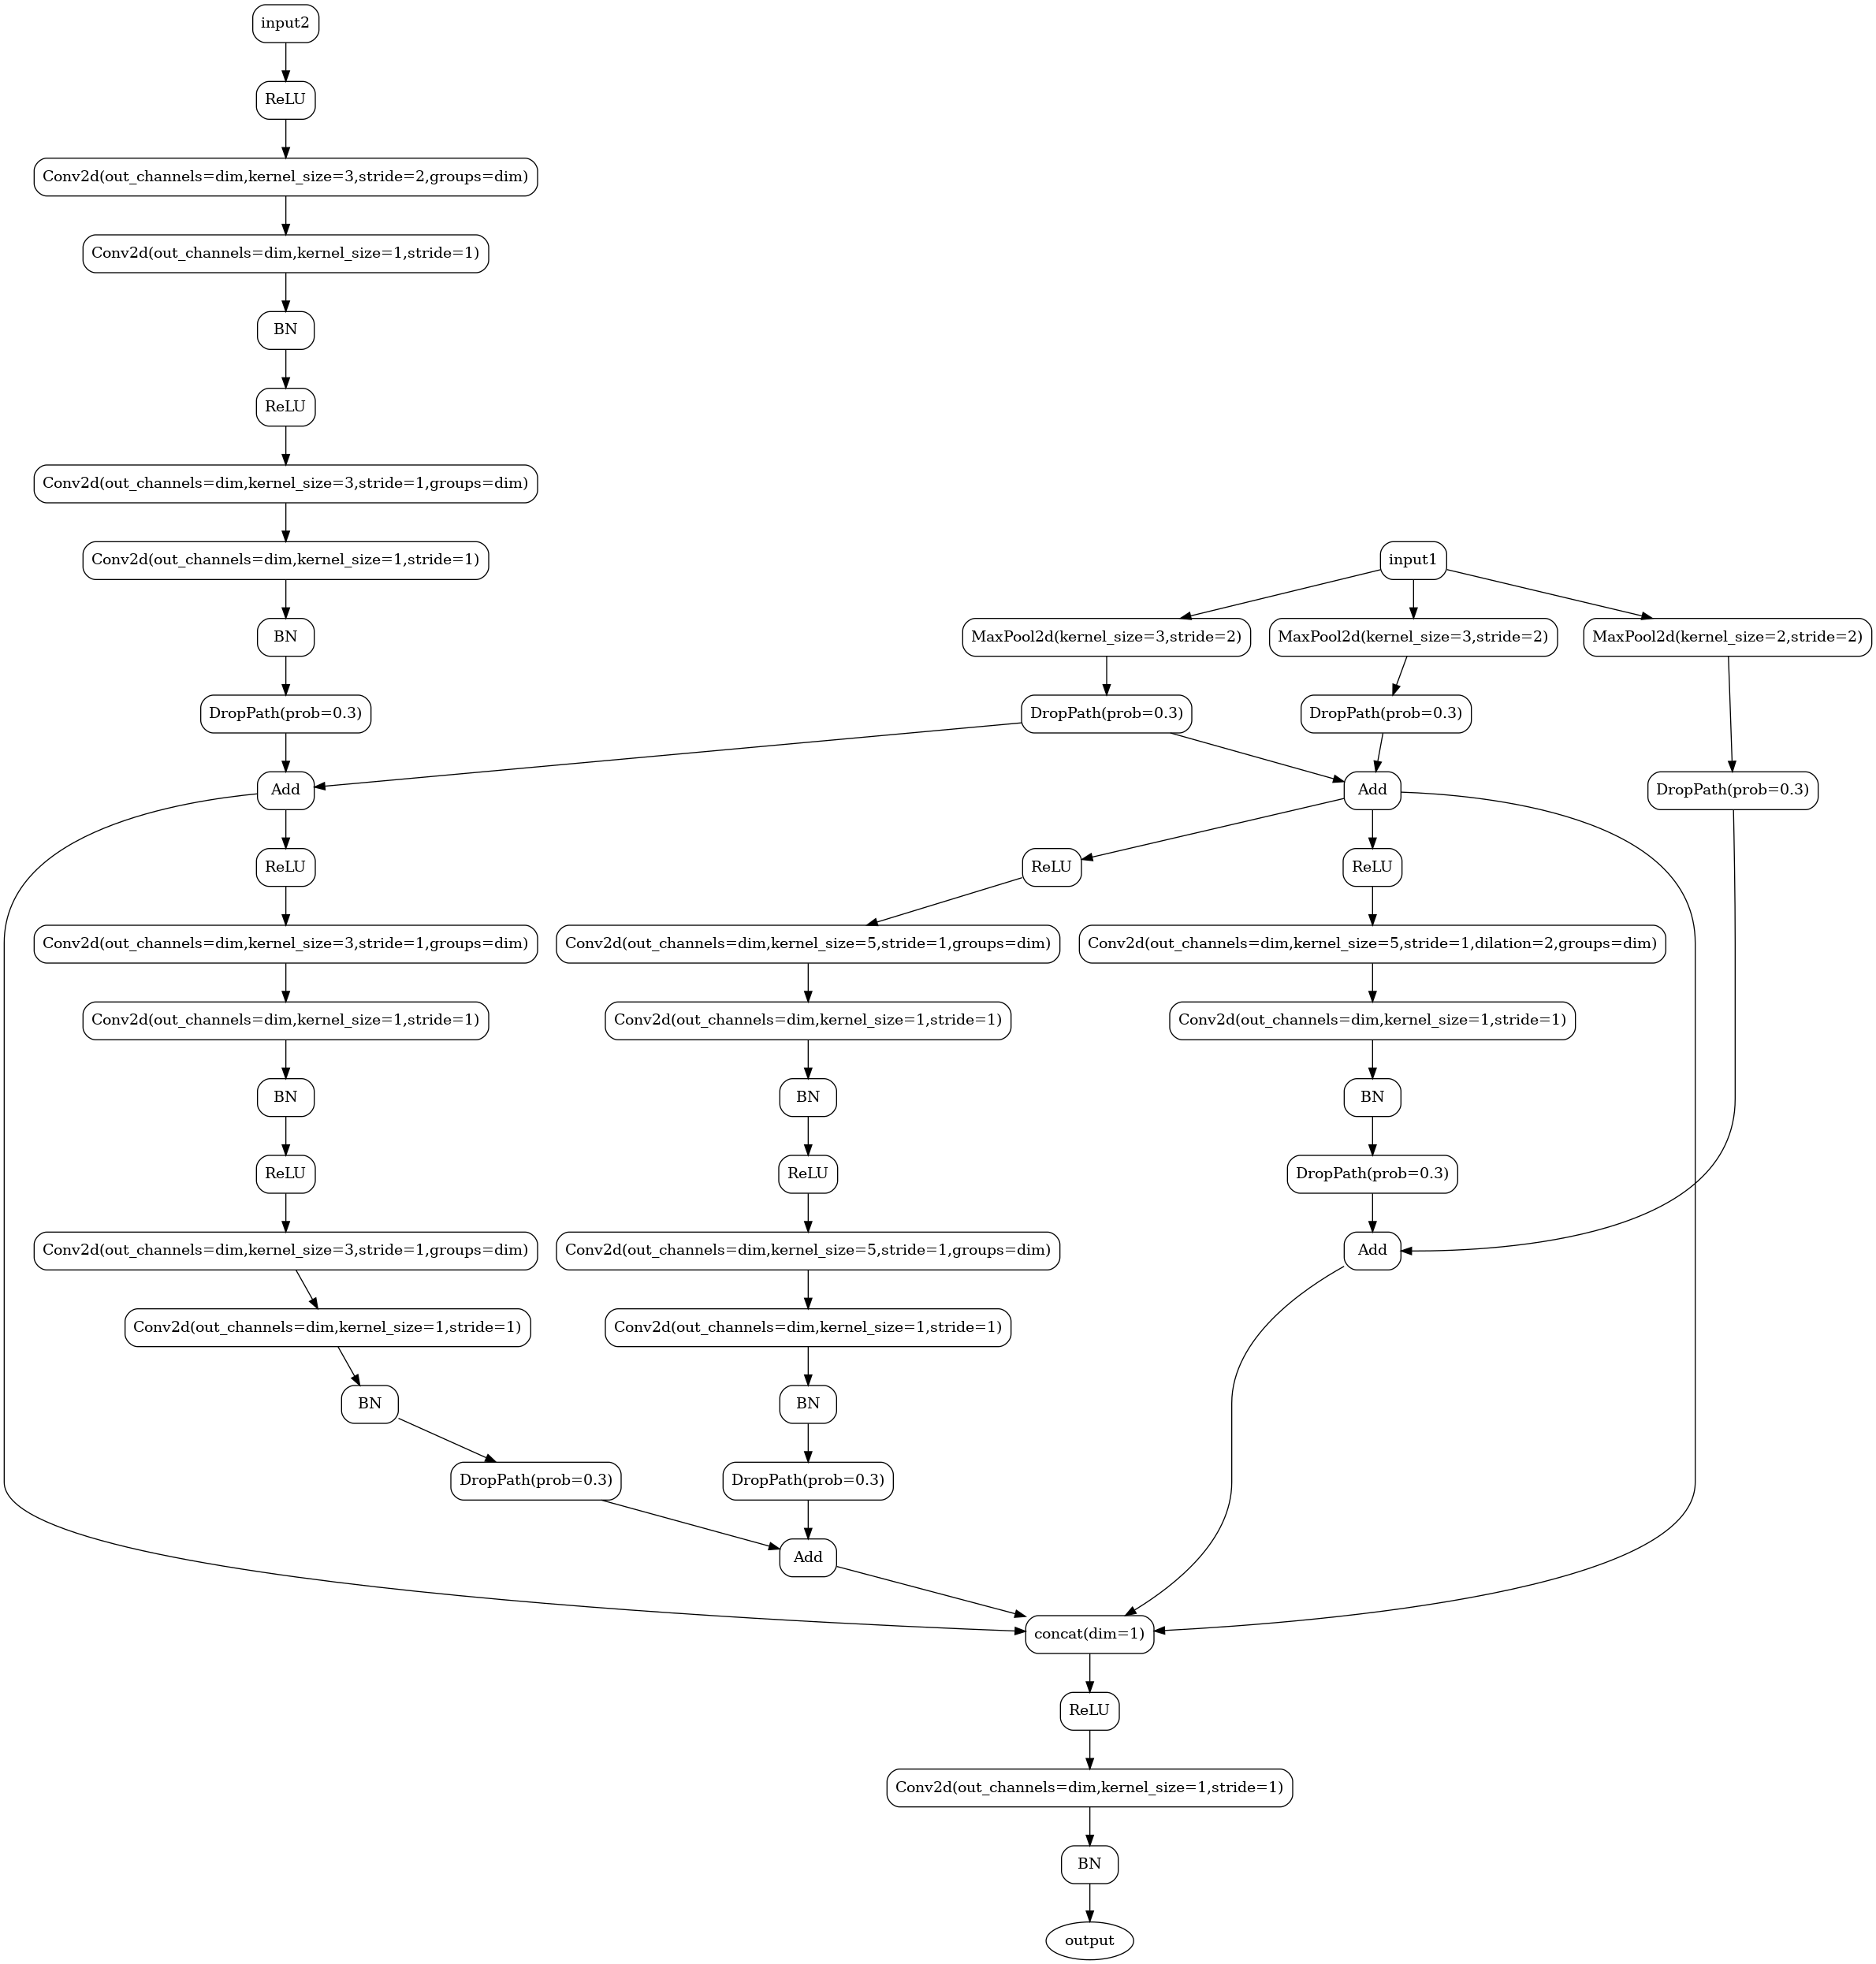 input2
ReLU
Conv2d(out_channels=dim,kernel_size=3,stride=2,groups=dim)
Conv2d(out_channels=dim,kernel_size=1,stride=1)
BN
ReLU
Conv2d(out_channels=dim,kernel_size=3,stride=1,groups=dim)
Conv2d(out_channels=dim,kernel_size=1,stride=1)
input1
BN
MaxPool2d(kernel_size=3,stride=2)
MaxPool2d(kernel_size=3,stride=2)
MaxPool2d(kernel_size=2,stride=2)
DropPath(prob=0.3)
DropPath(prob=0.3)
DropPath(prob=0.3)
Add
Add
DropPath(prob=0.3)
ReLU
ReLU
ReLU
Conv2d(out_channels=dim,kernel_size=3,stride=1,groups=dim)
Conv2d(out_channels=dim,kernel_size=5,stride=1,groups=dim)
Conv2d(out_channels=dim,kernel_size=5,stride=1,dilation=2,groups=dim)
Conv2d(out_channels=dim,kernel_size=1,stride=1)
Conv2d(out_channels=dim,kernel_size=1,stride=1)
Conv2d(out_channels=dim,kernel_size=1,stride=1)
BN
BN
BN
ReLU
ReLU
DropPath(prob=0.3)
Conv2d(out_channels=dim,kernel_size=3,stride=1,groups=dim)
Conv2d(out_channels=dim,kernel_size=5,stride=1,groups=dim)
Add
Conv2d(out_channels=dim,kernel_size=1,stride=1)
Conv2d(out_channels=dim,kernel_size=1,stride=1)
BN
BN
DropPath(prob=0.3)
DropPath(prob=0.3)
Add
concat(dim=1)
ReLU
Conv2d(out_channels=dim,kernel_size=1,stride=1)
BN
output